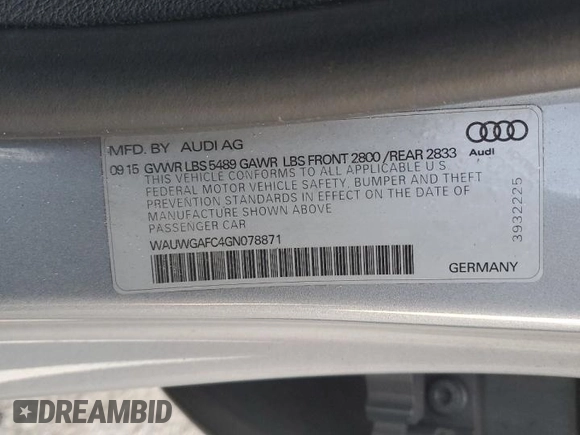 MFD. BY AUDI AG
09 15 GVWR LBS 5489 GAWR LBS FRONT 2800 /REAR 2833
THIS VEHICLE CONFORMS TO ALL APPLICABLE U.S.
FEDERAL MOTOR VEHICLE SAFETY, BUMPER AND THEFT
PREVENTION STANDARDS IN EFFECT ON THE DATE OF
MANUFACTURE SHOWN ABOVE
PASSENGER CAR
WAUWGAFC4GN078871
Audi
3932225
GERMANY
DREAMBID